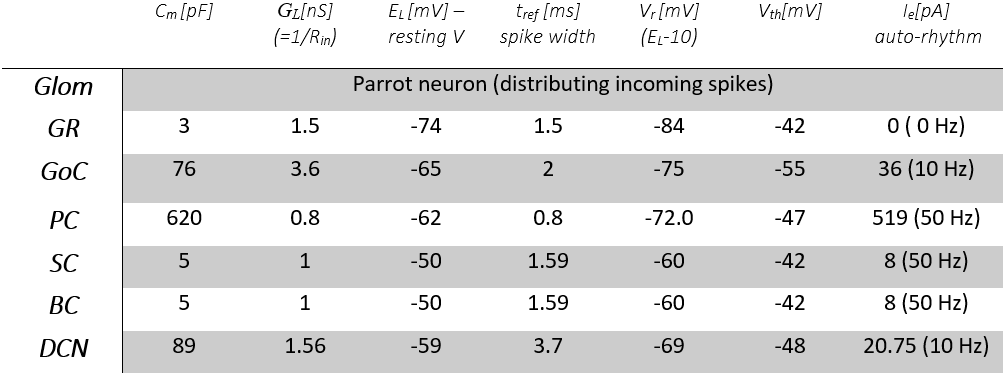 Cm [pF] GL[nS] EL [mV] – tref [ms] Vr [mV] Vth[mV] Ie[pA]
(=1/Rin) resting V spike width (EL-10) auto-rhythm
Glom Parrot neuron (distributing incoming spikes)
GR 3 1.5 -74 1.5 -84 -42 0 ( 0 Hz)
GoC 76 3.6 -65 2 -75 -55 36 (10 Hz)
PC 620 0.8 -62 0.8 -72.0 -47 519 (50 Hz)
SC 5 1 -50 1.59 -60 -42 8 (50 Hz)
BC 5 1 -50 1.59 -60 -42 8 (50 Hz)
DCN 89 1.56 -59 3.7 -69 -48 20.75 (10 Hz)